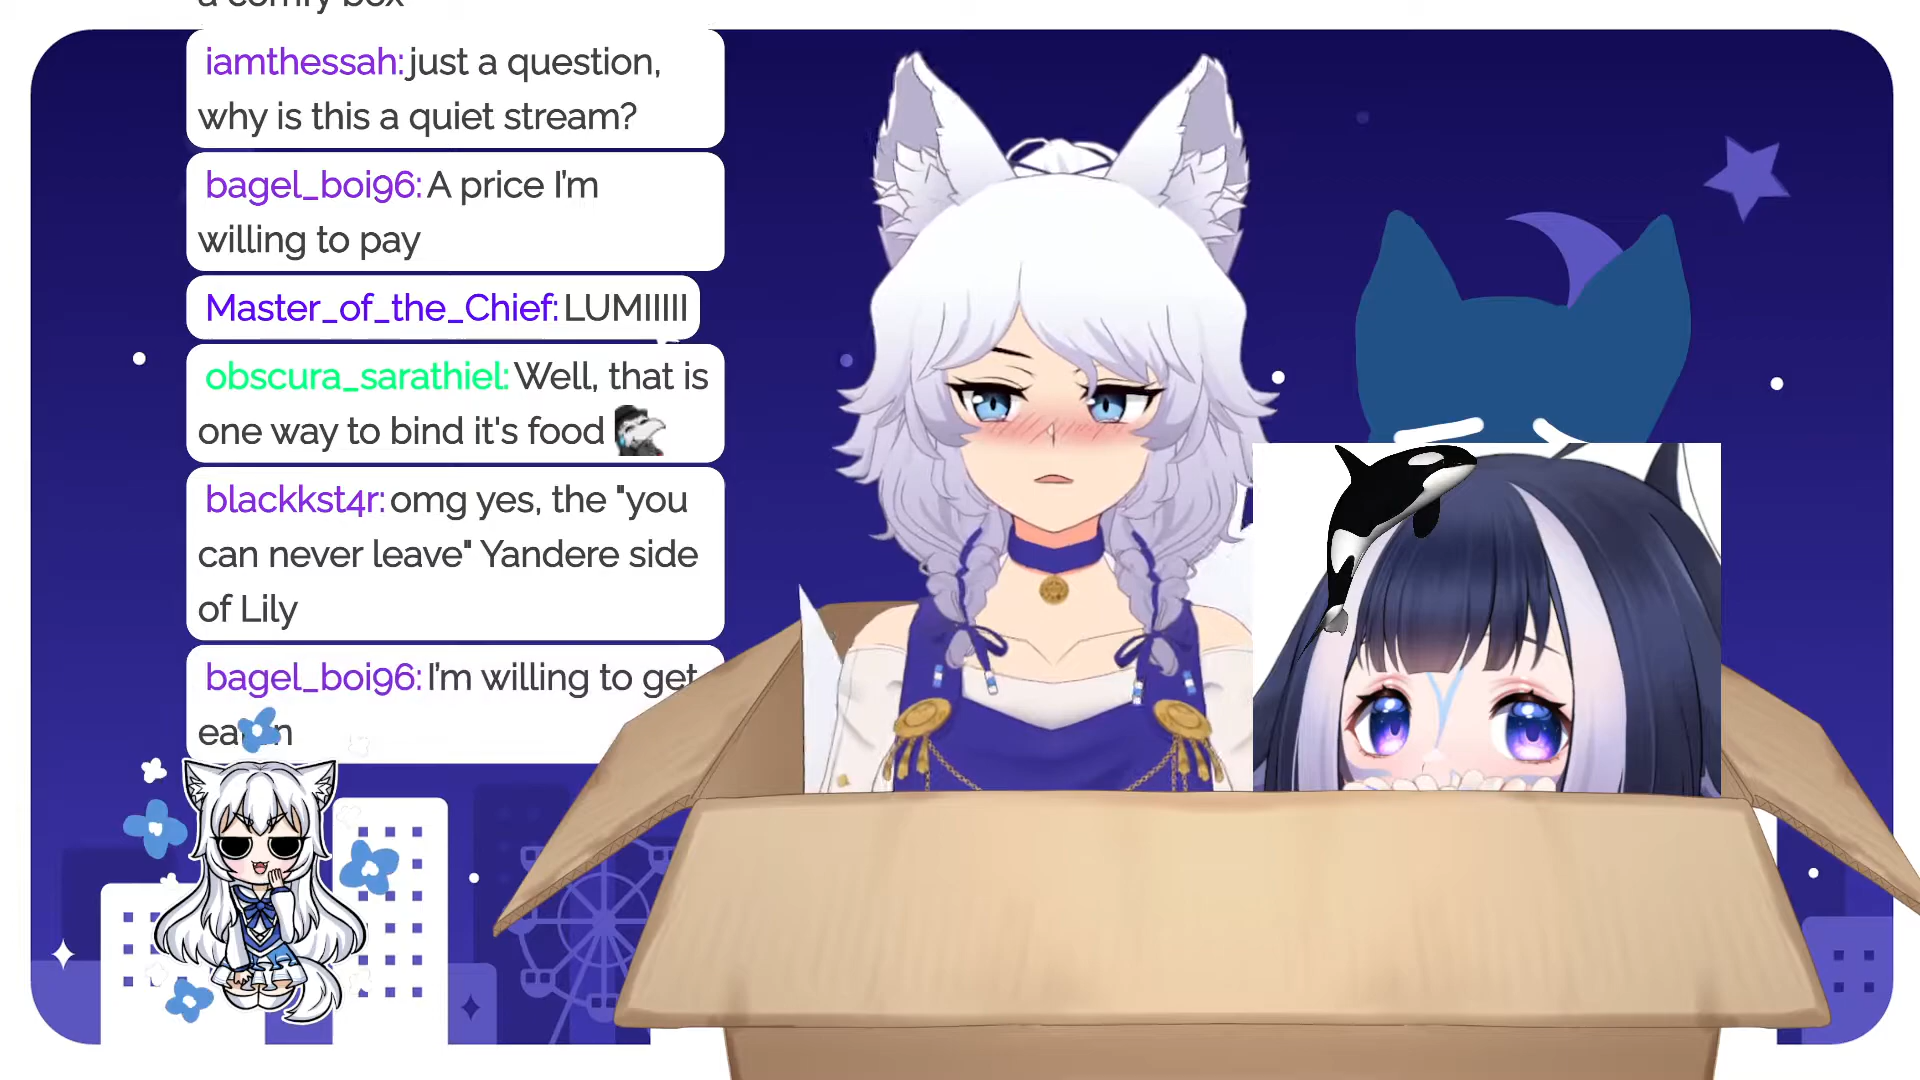 a comfy box
iamthessah: just a question,
why is this a quiet stream?
bagel_boi96: A price I'm
willing to pay
Master_of_the_Chief: LUMIIIII
obscura_sarathiel: Well, that is
one way to bind it's food
blackkst4r: omg yes, the "you
can never leave" Yandere side
of Lily
bagel_boi96: I'm willing to get